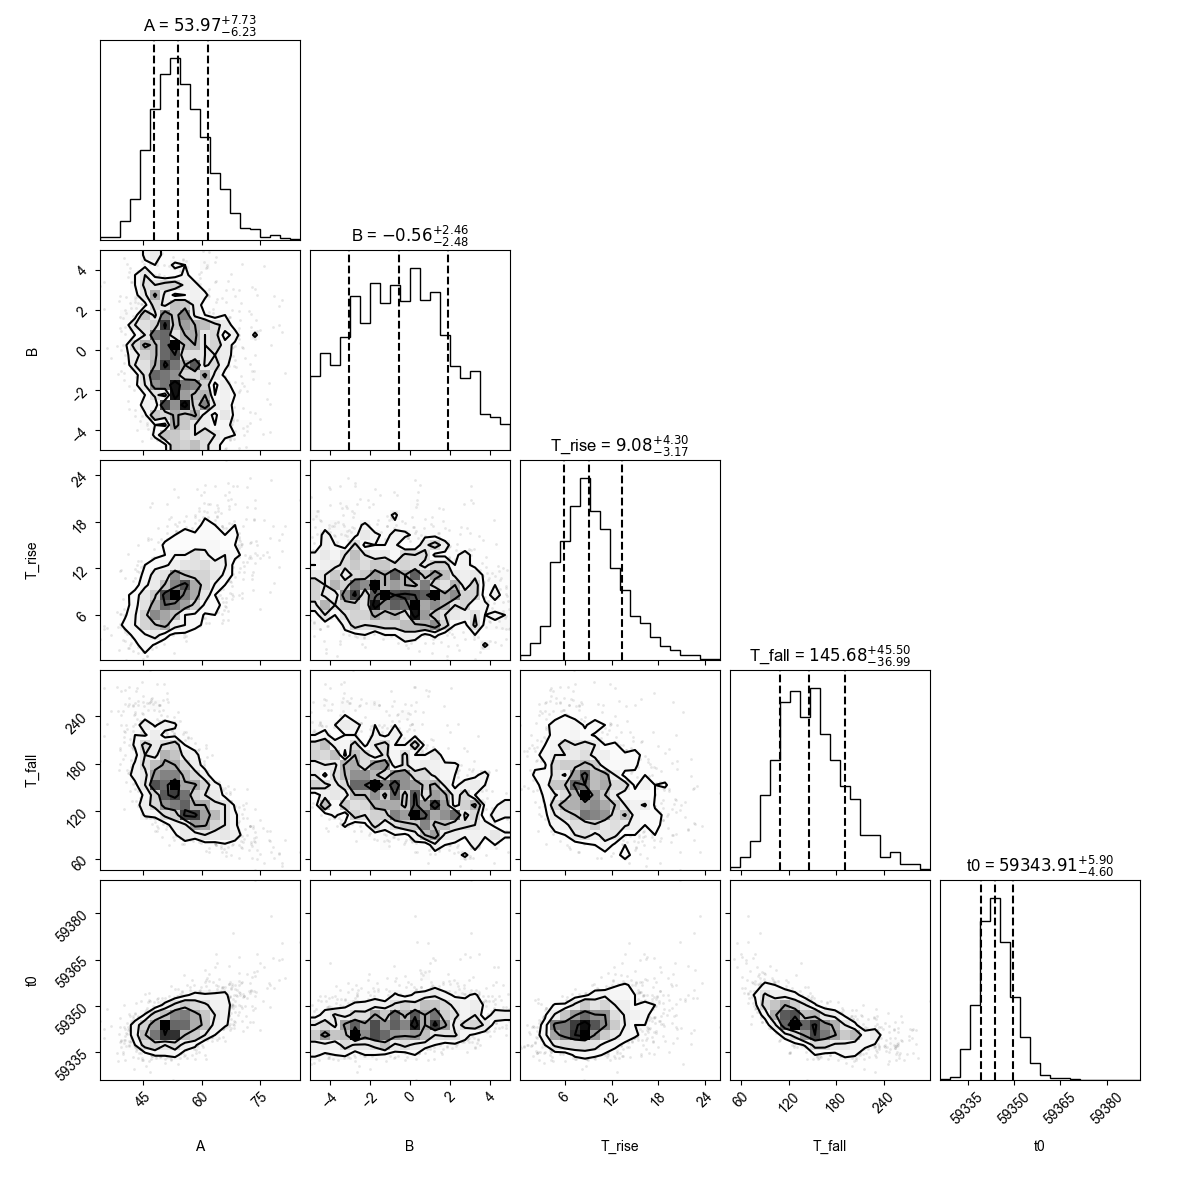 A = 53.97+7.73−6.23
B = −0.56+2.46−2.48
4
2
0
−2
−4
B
T_rise = 9.08+4.30−3.17
24
18
12
6
T_rise
T_fall = 145.68+45.50−36.99
240
180
120
60
T_fall
t0 = 59343.91+5.90−4.60
59380
59365
59350
59335
t0
45 60 75 −4 −2 0 2 4 6 12 18 24 60 120 180 240 59335 59350 59365 59380
A B T_rise T_fall t0